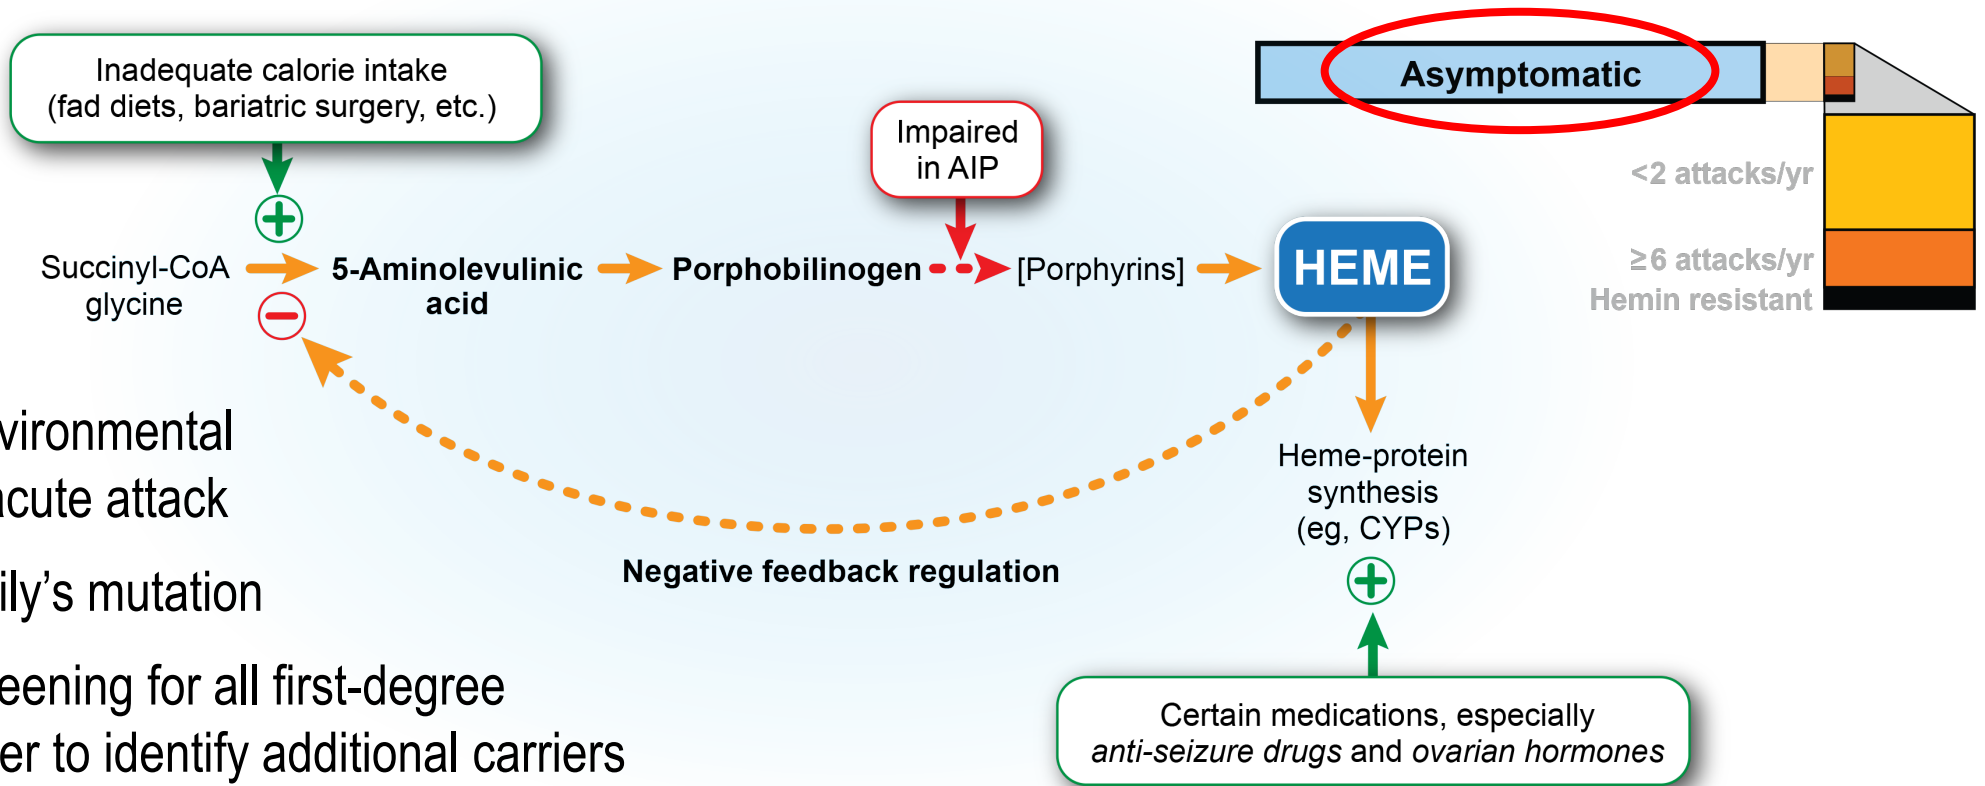 Inadequate calorie intake
(fad diets, bariatric surgery, etc.)
Impaired
in AIP
Asymptomatic
<2 attacks/yr
≥6 attacks/yr
Hemin resistant
Succinyl-CoA
glycine
5-Aminolevulinic
acid
Porphobilinogen
[Porphyrins]
HEME
Heme-protein
synthesis
(eg, CYPs)
Negative feedback regulation
Certain medications, especially
anti-seizure drugs and ovarian hormones
vironmental
acute attack
ily’s mutation
eening for all first-degree
er to identify additional carriers